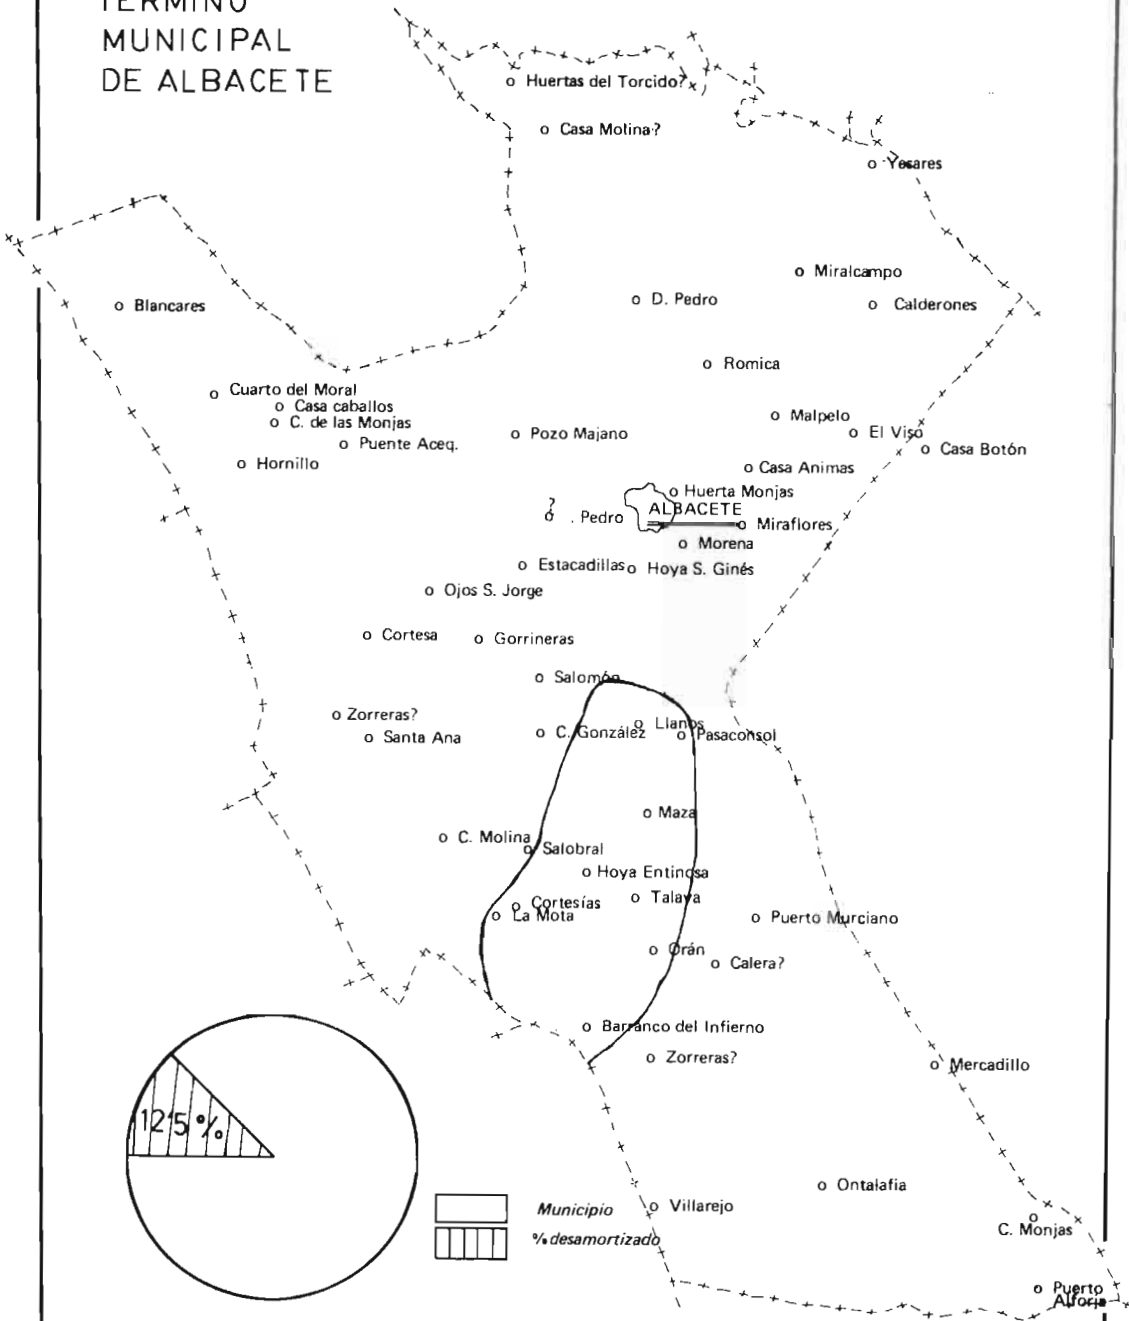 TERMINO
MUNICIPAL
DE ALBACETE
Huertas del Torcido?
Casa Molina?
Yesares
Miralcampo
D. Pedro
Calderones
Blancares
Romica
Cuarto del Moral
Casa caballos
C. de las Monjas
Puente Aceq.
Hornillo
Pozo Majano
Malpelo
El Viso
Casa Botón
Casa Animas
Huerta Monjas
ALBACETE
?
. Pedro
Miraflores
Morena
Estacadillas
Hoya S. Ginés
Ojos S. Jorge
Cortesa
Gorrineras
Salomón
Zorreras?
Santa Ana
C. González
Llanos
Pasaconsol
Maza
C. Molina
Salobral
Hoya Entinosa
Talaya
Cortesías
La Mota
Puerto Murciano
Orán
Calera?
Barranco del Infierno
Zorreras?
Mercadillo
12'5 %
Ontalafia
Municipio
Villarejo
% desamortizado
C. Monjas
Puerto
Alforja